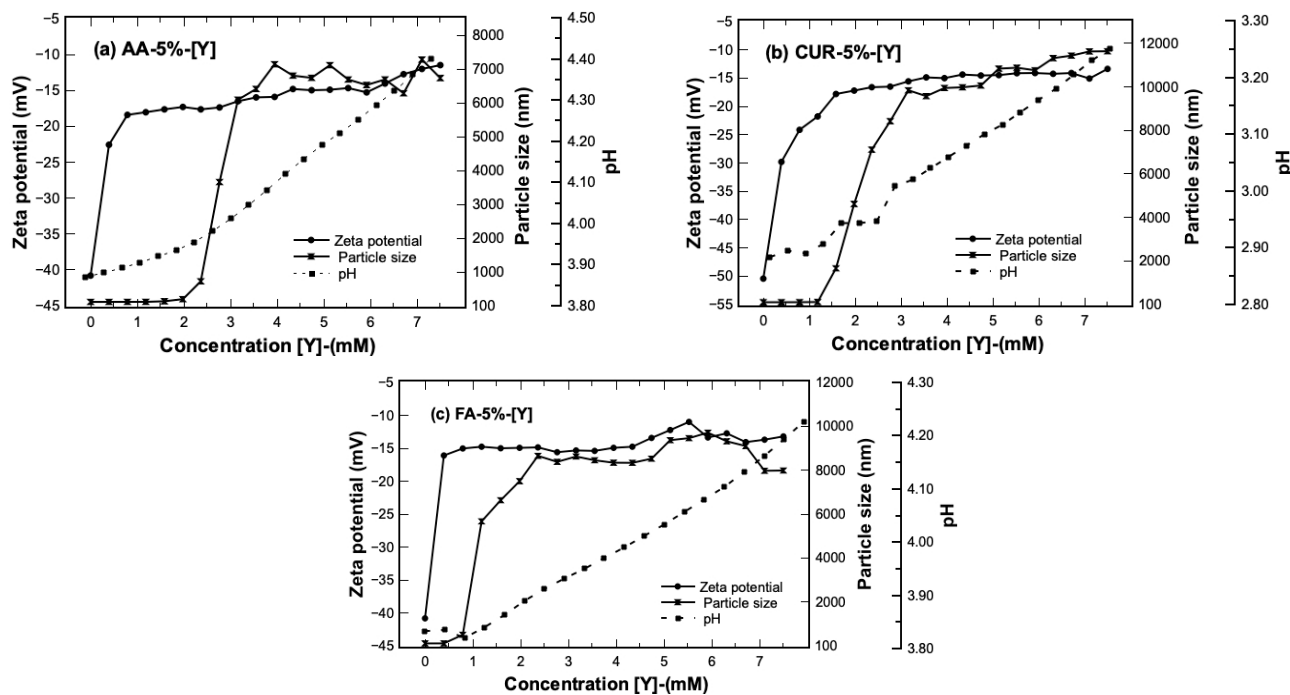 (a) AA-5%-[Y]
Zeta potential (mV)
−5
−10
−15
−20
−25
−30
−35
−40
−45
0 1 2 3 4 5 6 7
Concentration [Y]-(mM)
Zeta potential
Particle size
pH
8000
7000
6000
5000
4000
3000
2000
1000
100
Particle size (nm)
4.50
4.40
4.30
4.20
4.10
4.00
3.90
3.80
pH
(b) CUR-5%-[Y]
Zeta potential (mV)
−5
−10
−15
−20
−25
−30
−35
−40
−45
−50
−55
0 1 2 3 4 5 6 7
Concentration [Y]-(mM)
Zeta potential
Particle size
pH
12000
10000
8000
6000
4000
2000
100
Particle size (nm)
3.30
3.20
3.10
3.00
2.90
2.80
pH
(c) FA-5%-[Y]
Zeta potential (mV)
−5
−10
−15
−20
−25
−30
−35
−40
−45
0 1 2 3 4 5 6 7
Concentration [Y]-(mM)
Zeta potential
Particle size
pH
12000
10000
8000
6000
4000
2000
100
Particle size (nm)
4.30
4.20
4.10
4.00
3.90
3.80
pH